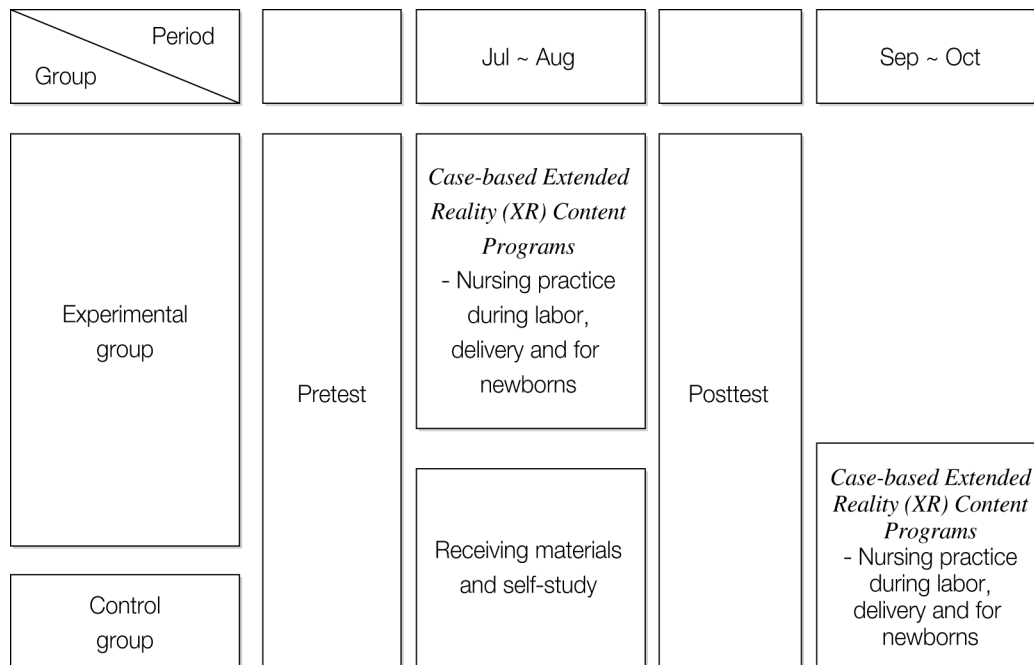 Period
Group
Jul ~ Aug
Sep ~ Oct
Experimental
group
Pretest
Case-based Extended
Reality (XR) Content
Programs
- Nursing practice
during labor,
delivery and for
newborns
Posttest
Control
group
Receiving materials
and self-study
Case-based Extended
Reality (XR) Content
Programs
- Nursing practice
during labor,
delivery and for
newborns